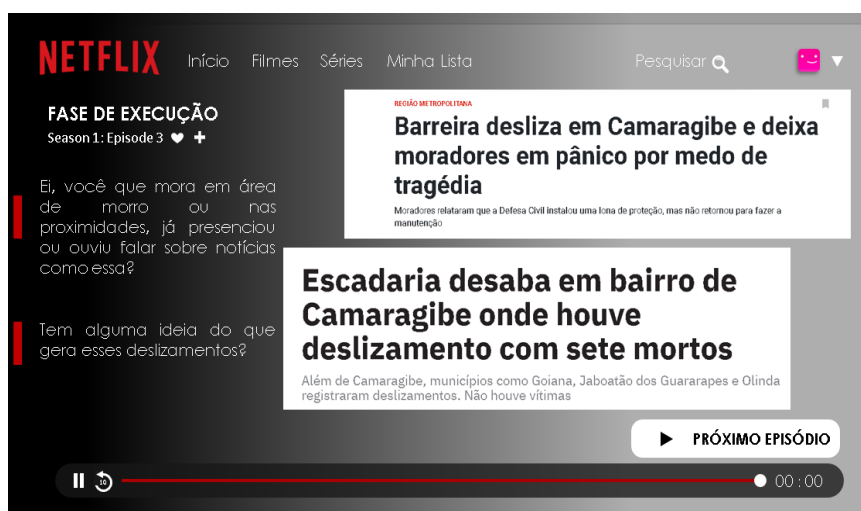 NETFLIX Início Filmes Séries Minha Lista Pesquisar
FASE DE EXECUÇÃO
Season 1: Episode 3
Ei, você que mora em área
de morro ou nas
proximidades, já presenciou
ou ouviu falar sobre notícias
como essa?
Tem alguma ideia do que
gera esses deslizamentos?
REGIÃO METROPOLITANA
Barreira desliza em Camaragibe e deixa
moradores em pânico por medo de
tragédia
Moradores relataram que a Defesa Civil instalou uma lona de proteção, mas não retornou para fazer a
manutenção
Escadaria desaba em bairro de
Camaragibe onde houve
deslizamento com sete mortos
Além de Camaragibe, municípios como Goiana, Jaboatão dos Guararapes e Olinda
registraram deslizamentos. Não houve vítimas
PRÓXIMO EPISÓDIO
10
00:00